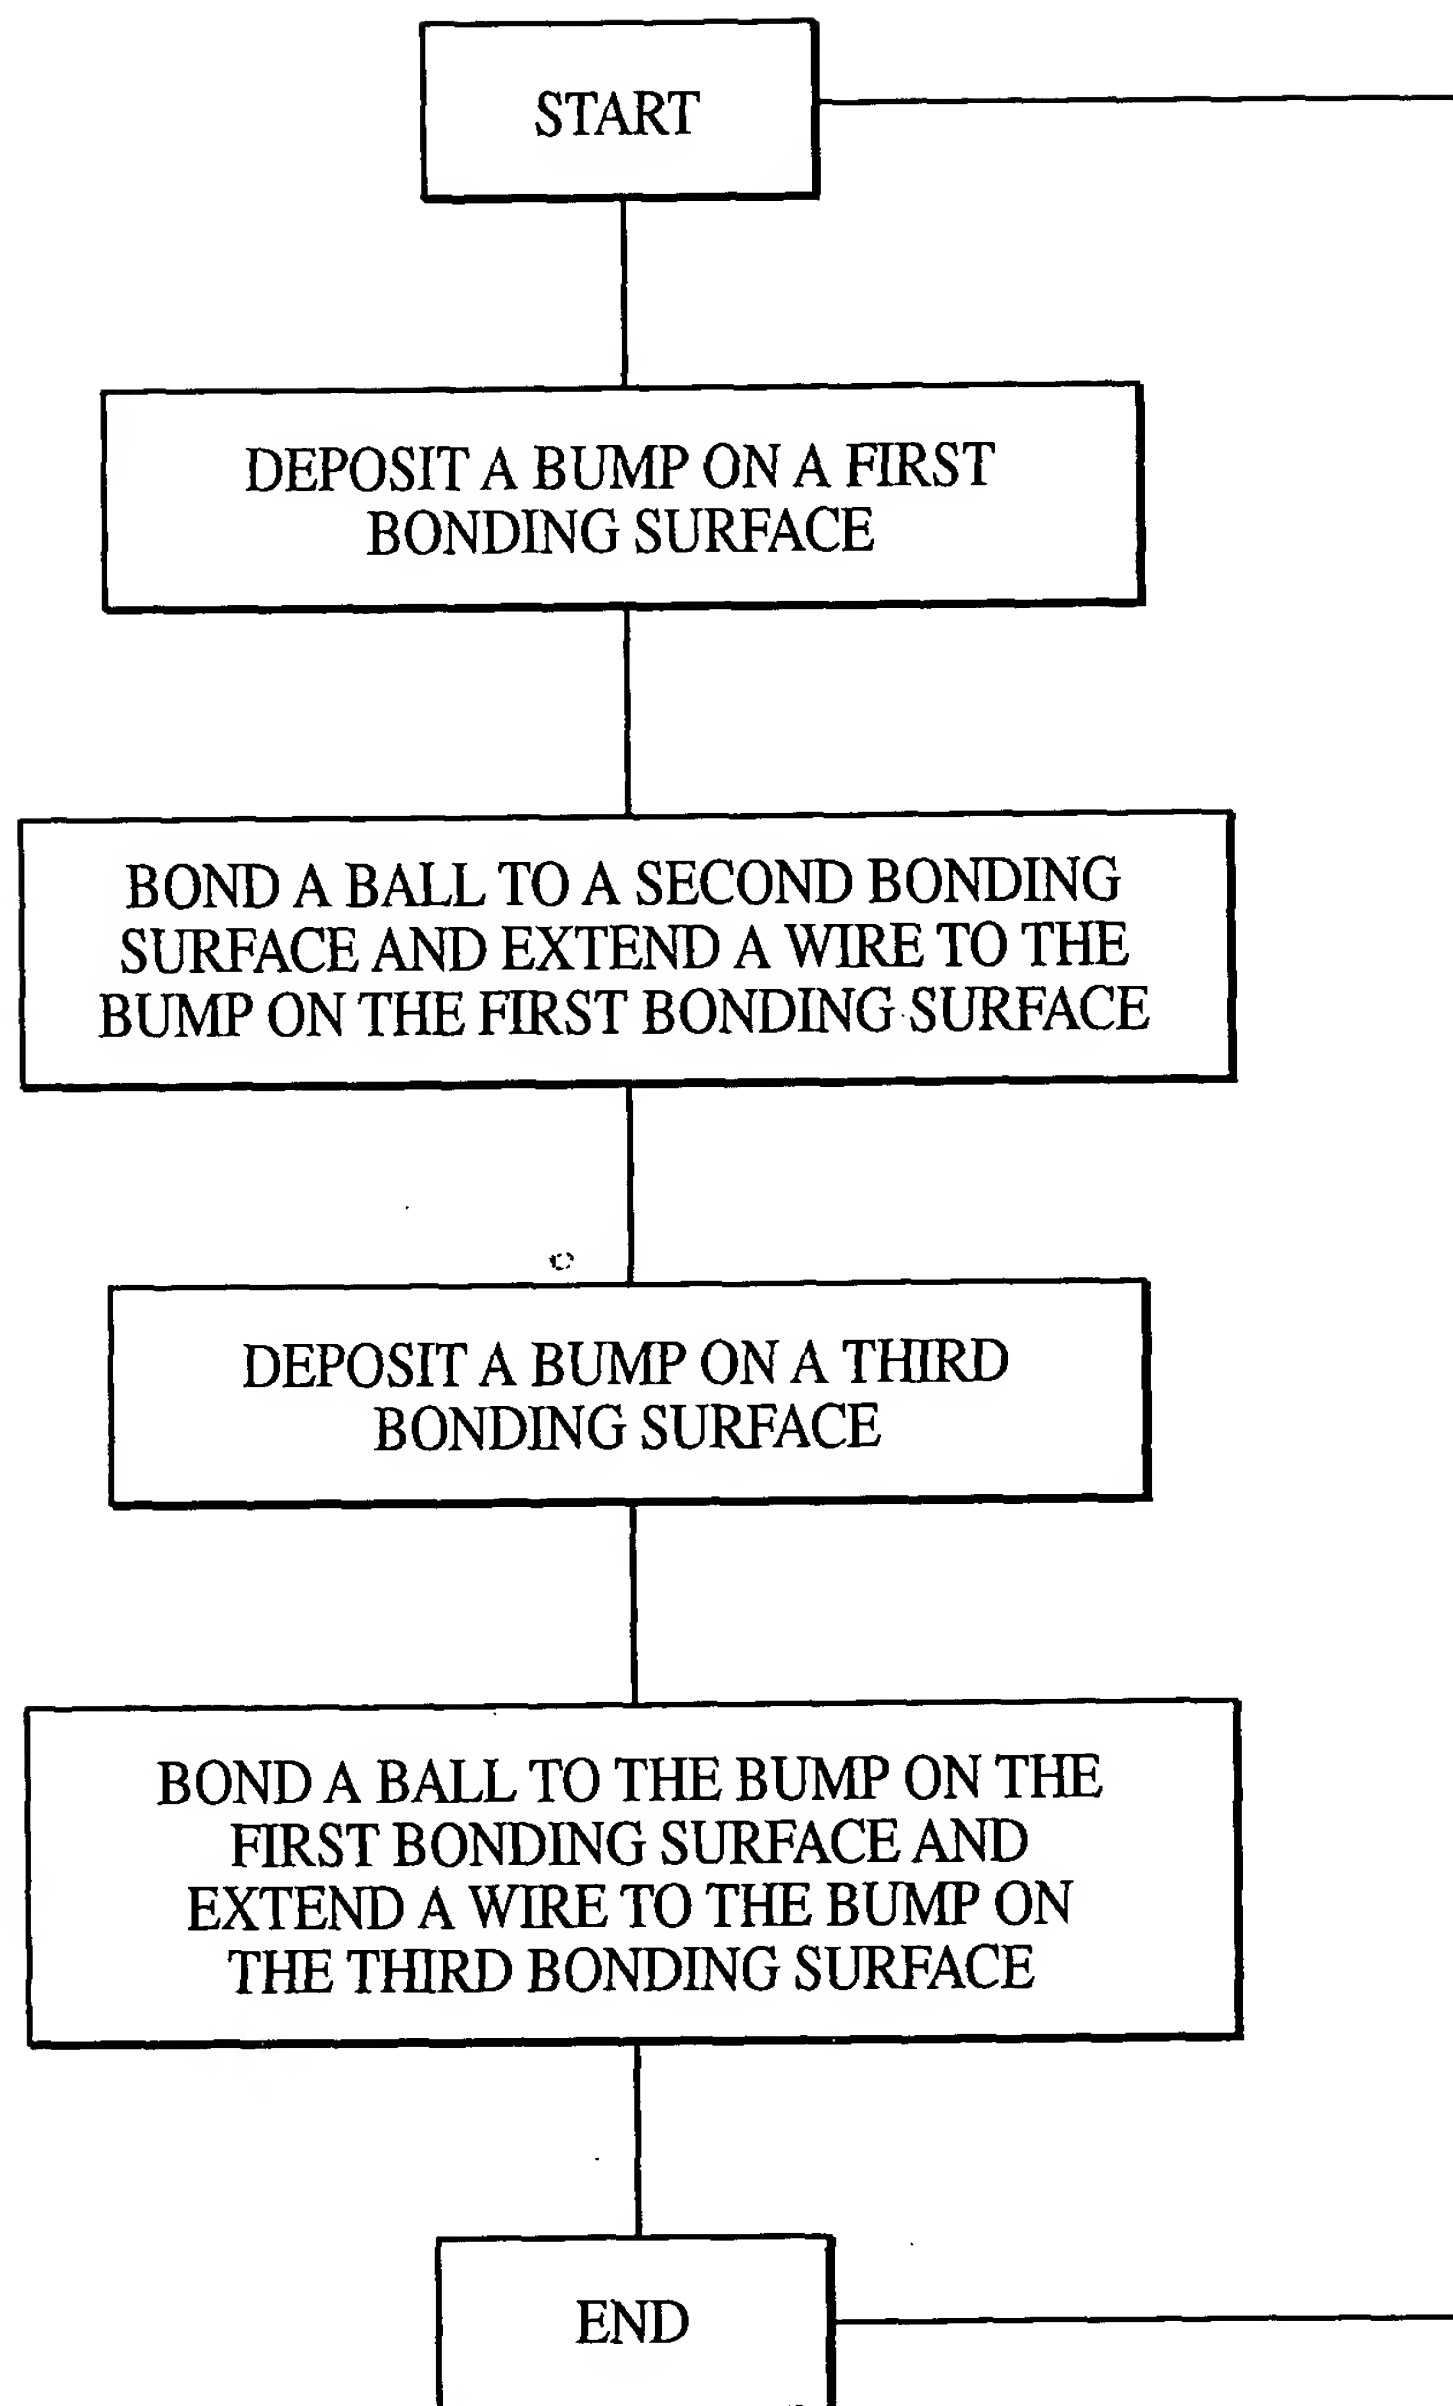 START
DEPOSIT A BUMP ON A FIRST
BONDING SURFACE
BOND A BALL TO A SECOND BONDING
SURFACE AND EXTEND A WIRE TO THE
BUMP ON THE FIRST BONDING SURFACE
DEPOSIT A BUMP ON A THIRD
BONDING SURFACE
BOND A BALL TO THE BUMP ON THE
FIRST BONDING SURFACE AND
EXTEND A WIRE TO THE BUMP ON
THE THIRD BONDING SURFACE
END